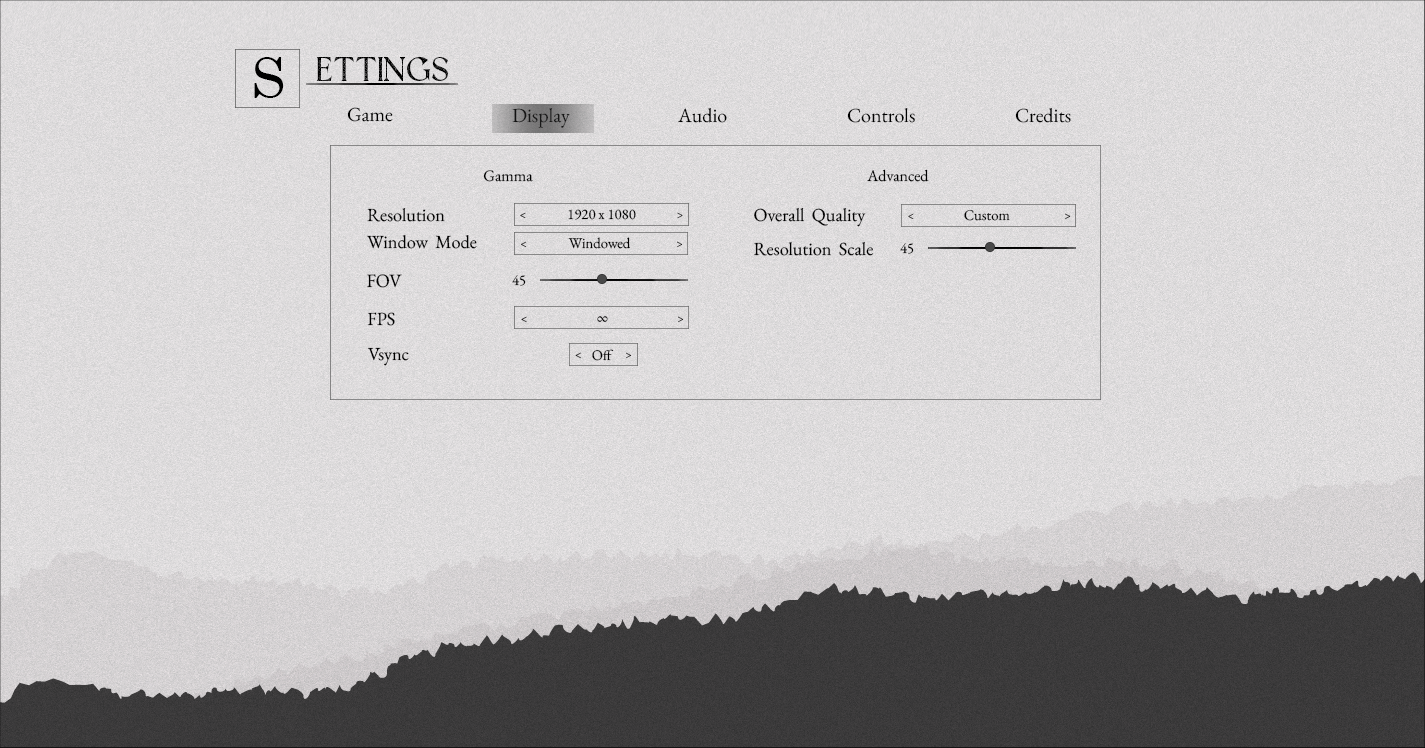 S ETTINGS
Game Display Audio Controls Credits
Gamma Advanced
Resolution < 1920 x 1080 > Overall Quality < Custom >
Window Mode < Windowed > Resolution Scale 45
FOV 45
FPS < ∞ >
Vsync < Off >